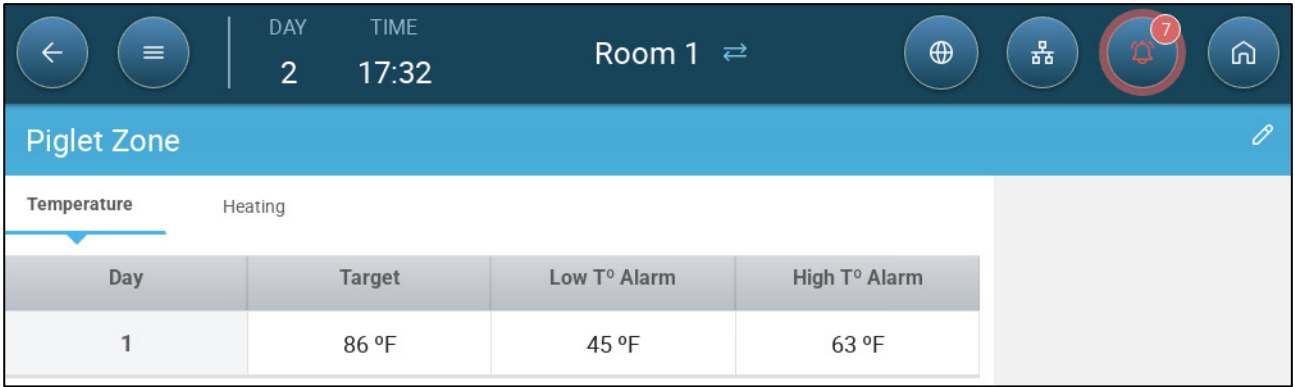 DAY TIME
2 17:32
Room 1
7
Piglet Zone
Temperature Heating
Day Target Low Tº Alarm High Tº Alarm
1 86 ºF 45 ºF 63 ºF